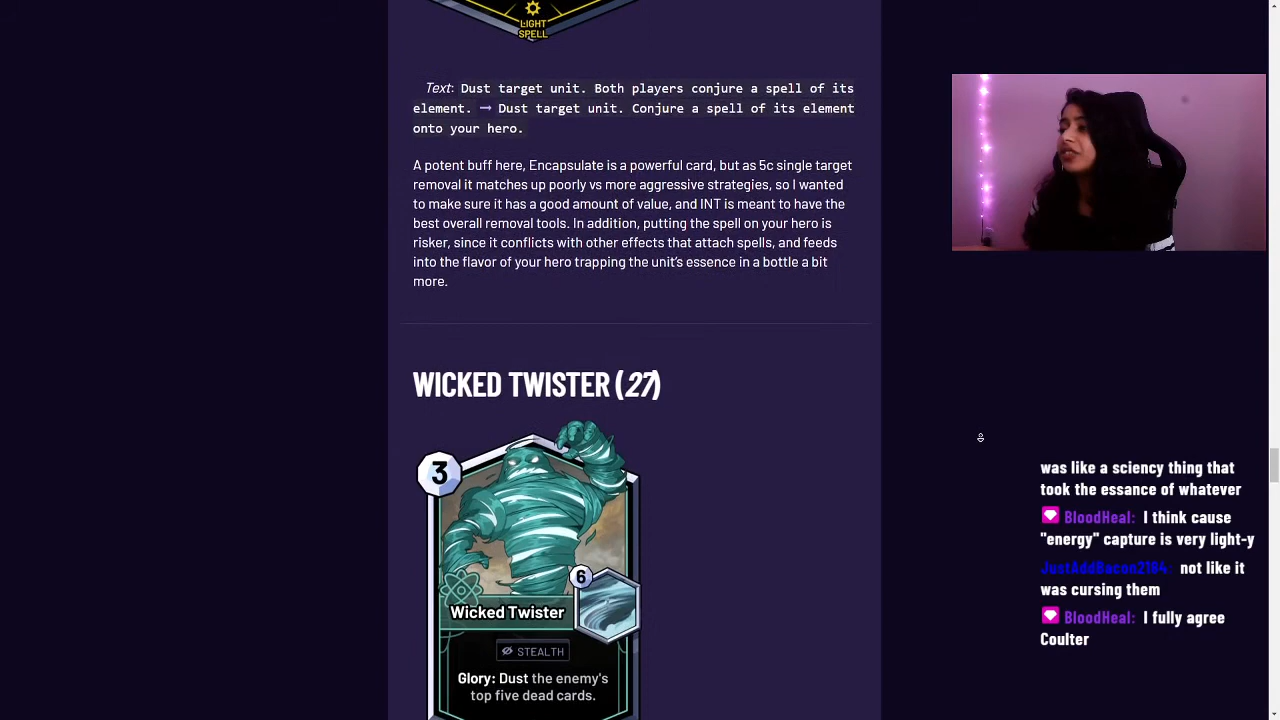 LIGHT
SPELL
Text: Dust target unit. Both players conjure a spell of its
element. → Dust target unit. Conjure a spell of its element
onto your hero.
A potent buff here, Encapsulate is a powerful card, but as 5c single target
removal it matches up poorly vs more aggressive strategies, so I wanted
to make sure it has a good amount of value, and INT is meant to have the
best overall removal tools. In addition, putting the spell on your hero is
risker, since it conflicts with other effects that attach spells, and feeds
into the flavor of your hero trapping the unit's essence in a bottle a bit
more.
WICKED TWISTER (27)
3
6
Wicked Twister
STEALTH
Glory: Dust the enemy's
top five dead cards.
was like a sciency thing that
took the essance of whatever
BloodHeal: I think cause
"energy" capture is very light-y
JustAddBacon2184: not like it
was cursing them
BloodHeal: I fully agree
Coulter